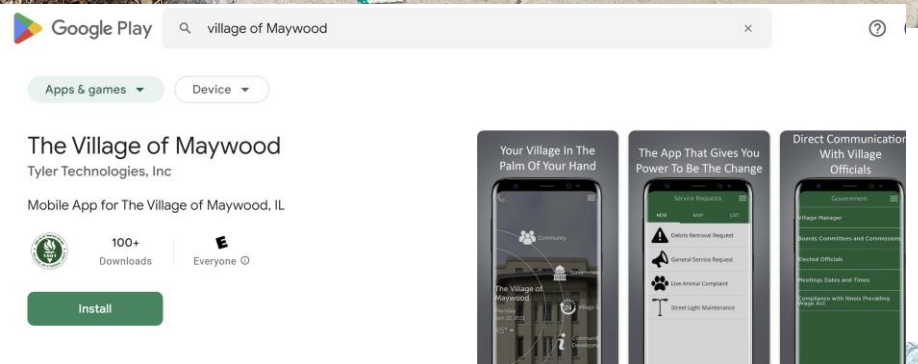 Google Play
village of Maywood
Apps & games
Device
The Village of Maywood
Tyler Technologies, Inc
Mobile App for The Village of Maywood, IL
100+
Downloads
E
Everyone
Install
Your Village In The
Palm Of Your Hand
Community
The Village of
Maywood
45°
24
The App That Gives You
Power To Be The Change
Service Requests
NEW MAP LIST
Debris Removal Request
General Service Request
Live Animal Complaint
Street Light Maintenance
Direct Communication
With Village
Officials
Government
Village Manager
Boards Committees and Commissions
Elected Officials
Meetings Dates and Times
Compliance with Illinois Prevailing
Wage Act